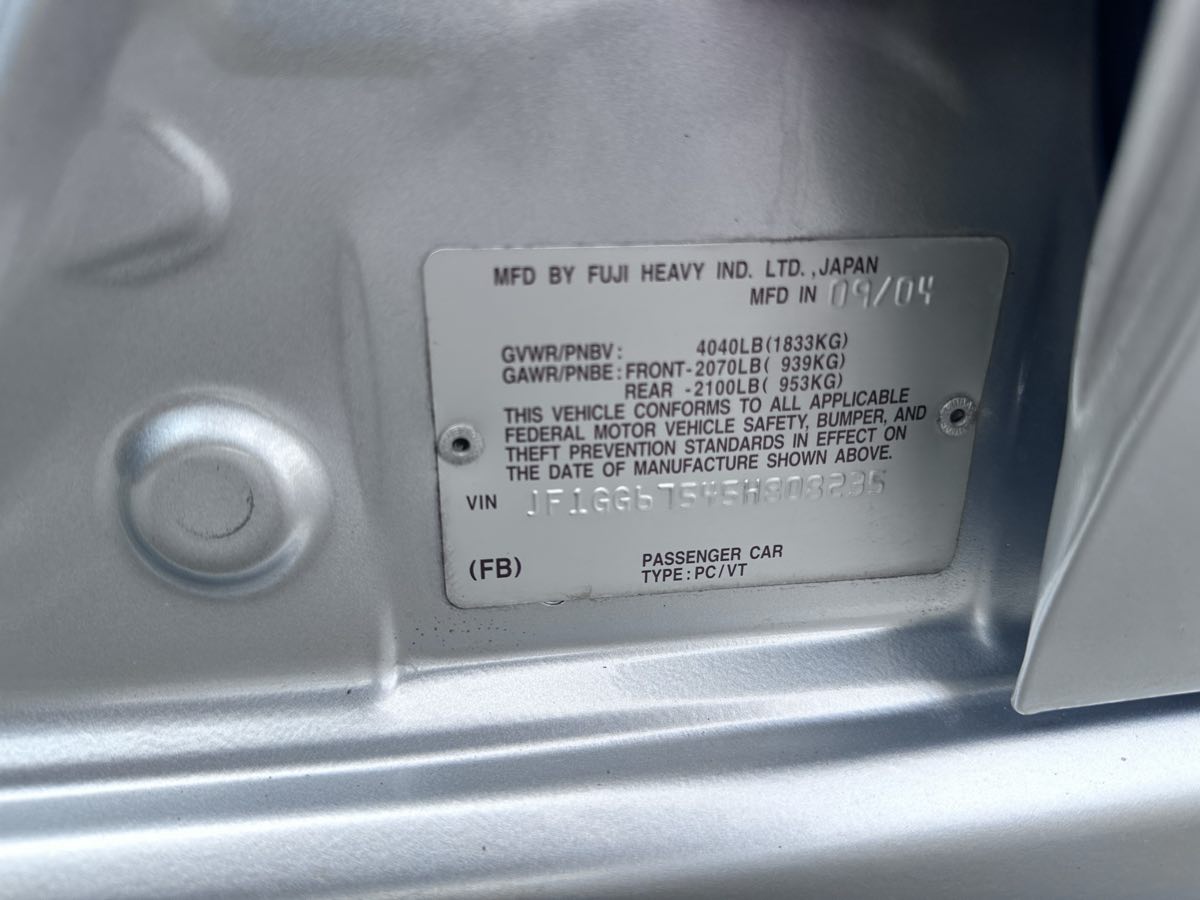 MFD BY FUJI HEAVY IND. LTD., JAPAN
MFD IN 09/04
GVWR/PNBV: 4040LB(1833KG)
GAWR/PNBE: FRONT-2070LB( 939KG)
REAR -2100LB( 953KG)
THIS VEHICLE CONFORMS TO ALL APPLICABLE
FEDERAL MOTOR VEHICLE SAFETY, BUMPER, AND
THEFT PREVENTION STANDARDS IN EFFECT ON
THE DATE OF MANUFACTURE SHOWN ABOVE.
VIN JF1GG67545H808235
(FB) PASSENGER CAR
TYPE: PC/VT